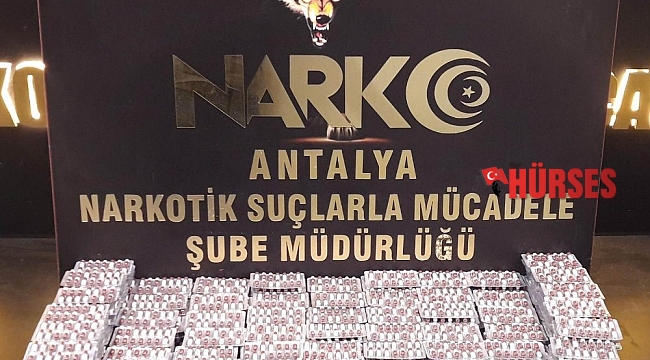 NARKO
ANTALYA
HÜRSES
NARKOTİK SUÇLARLA MÜCADELE
ŞUBE MÜDÜRLÜĞÜ